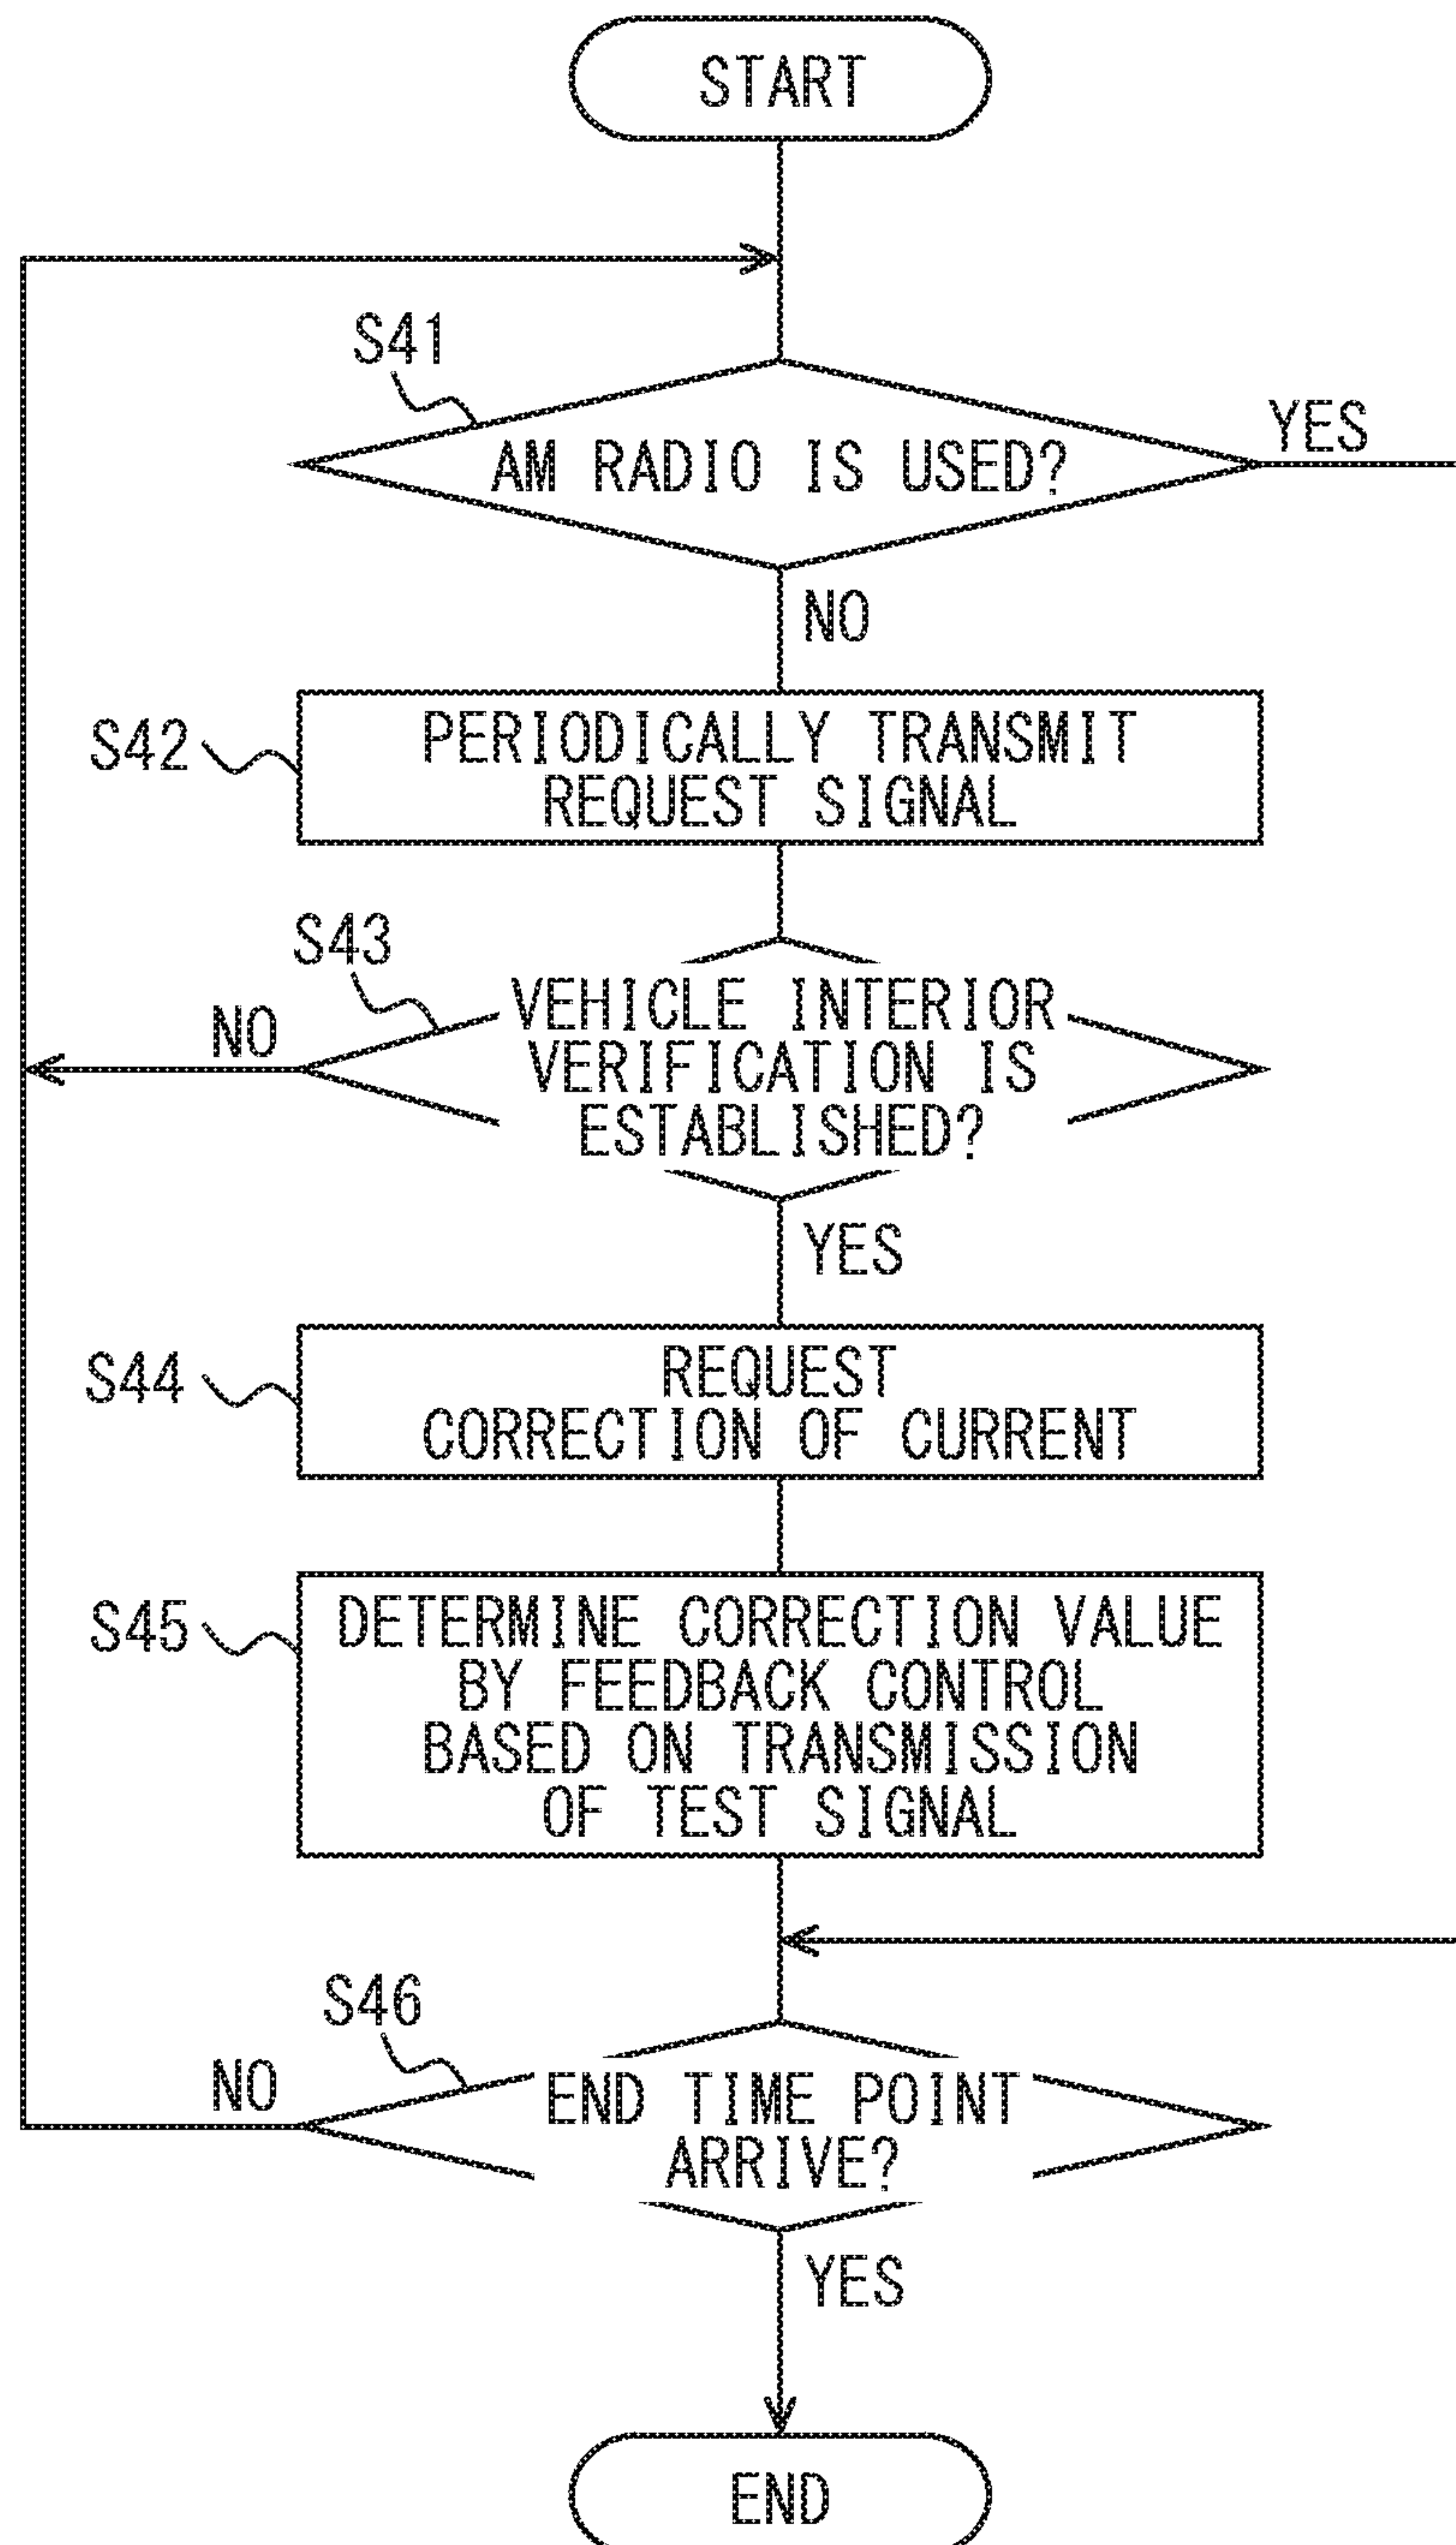 START
S41
AM RADIO IS USED?
YES
NO
S42
PERIODICALLY TRANSMIT
REQUEST SIGNAL
S43
NO
VEHICLE INTERIOR
VERIFICATION IS
ESTABLISHED?
YES
S44
REQUEST
CORRECTION OF CURRENT
S45
DETERMINE CORRECTION VALUE
BY FEEDBACK CONTROL
BASED ON TRANSMISSION
OF TEST SIGNAL
S46
NO
END TIME POINT
ARRIVE?
YES
END